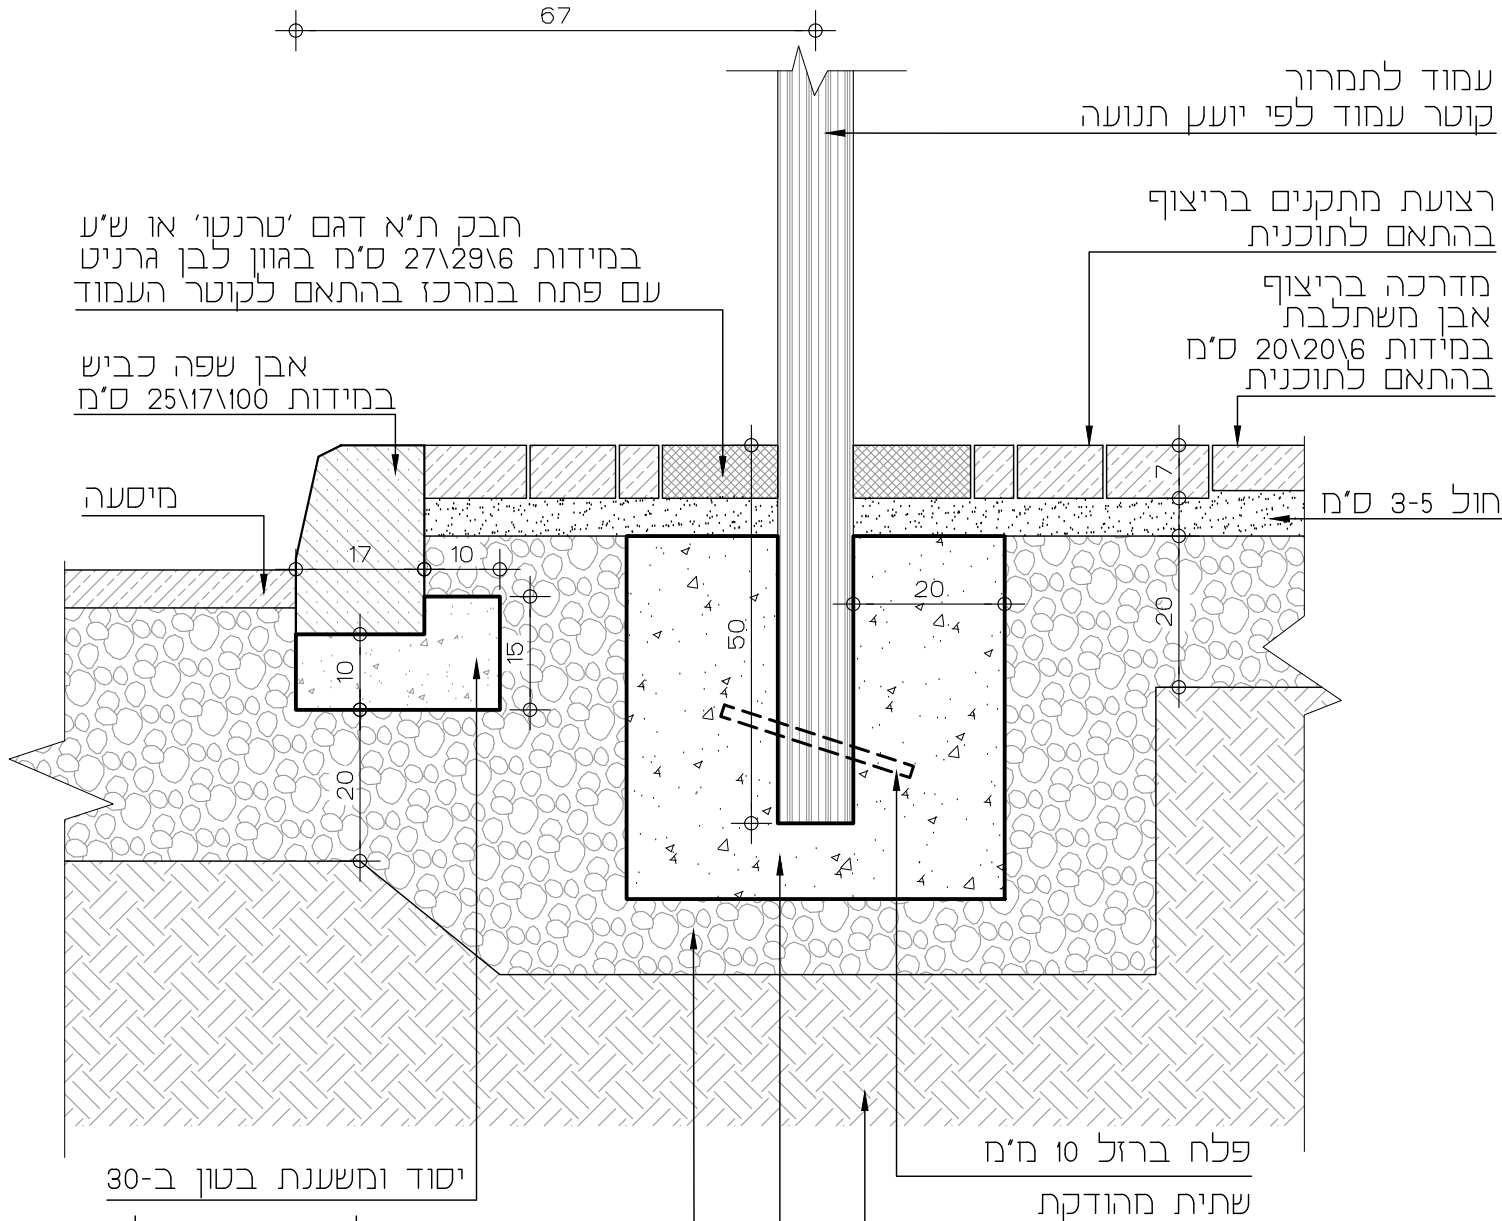 67
עמוד לתמרור
קוטר עמוד לפי יועץ תנועה
רצועת מתקנים בריצוף
בהתאם לתוכנית
חבק ת"א דגם 'טרנטו' או ש"ע
במידות 27\29\6 ס"מ בגוון לבן גרניט
עם פתח במרכז בהתאם לקוטר העמוד
מדרכה בריצוף
אבן משתלבת
במידות 20\20\6 ס"מ
בהתאם לתוכנית
אבן שפה כביש
במידות 25\17\100 ס"מ
מיסעה
7
חול 3-5 ס"מ
17
10
20
20
50
15
10
20
פלח ברזל 10 מ"מ
יסוד ומשענת בטון ב-30
שתית מהודקת